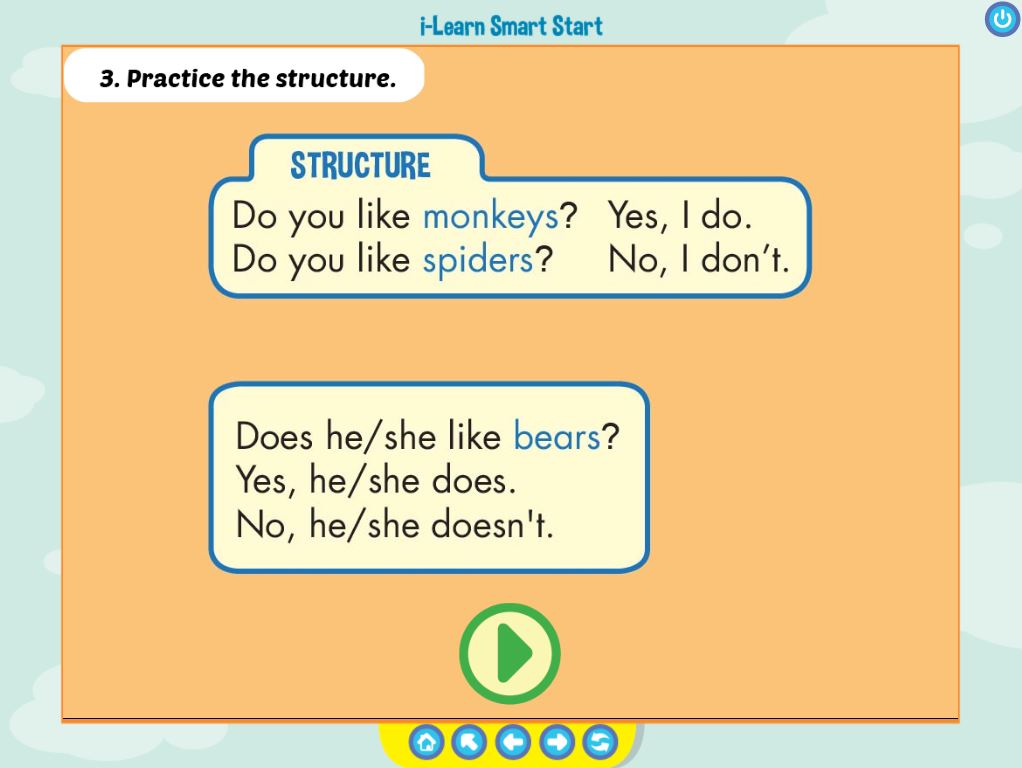 i-Learn Smart Start
3. Practice the structure.
STRUCTURE
Do you like monkeys? Yes, I do.
Do you like spiders? No, I don’t.
Does he/she like bears?
Yes, he/she does.
No, he/she doesn't.